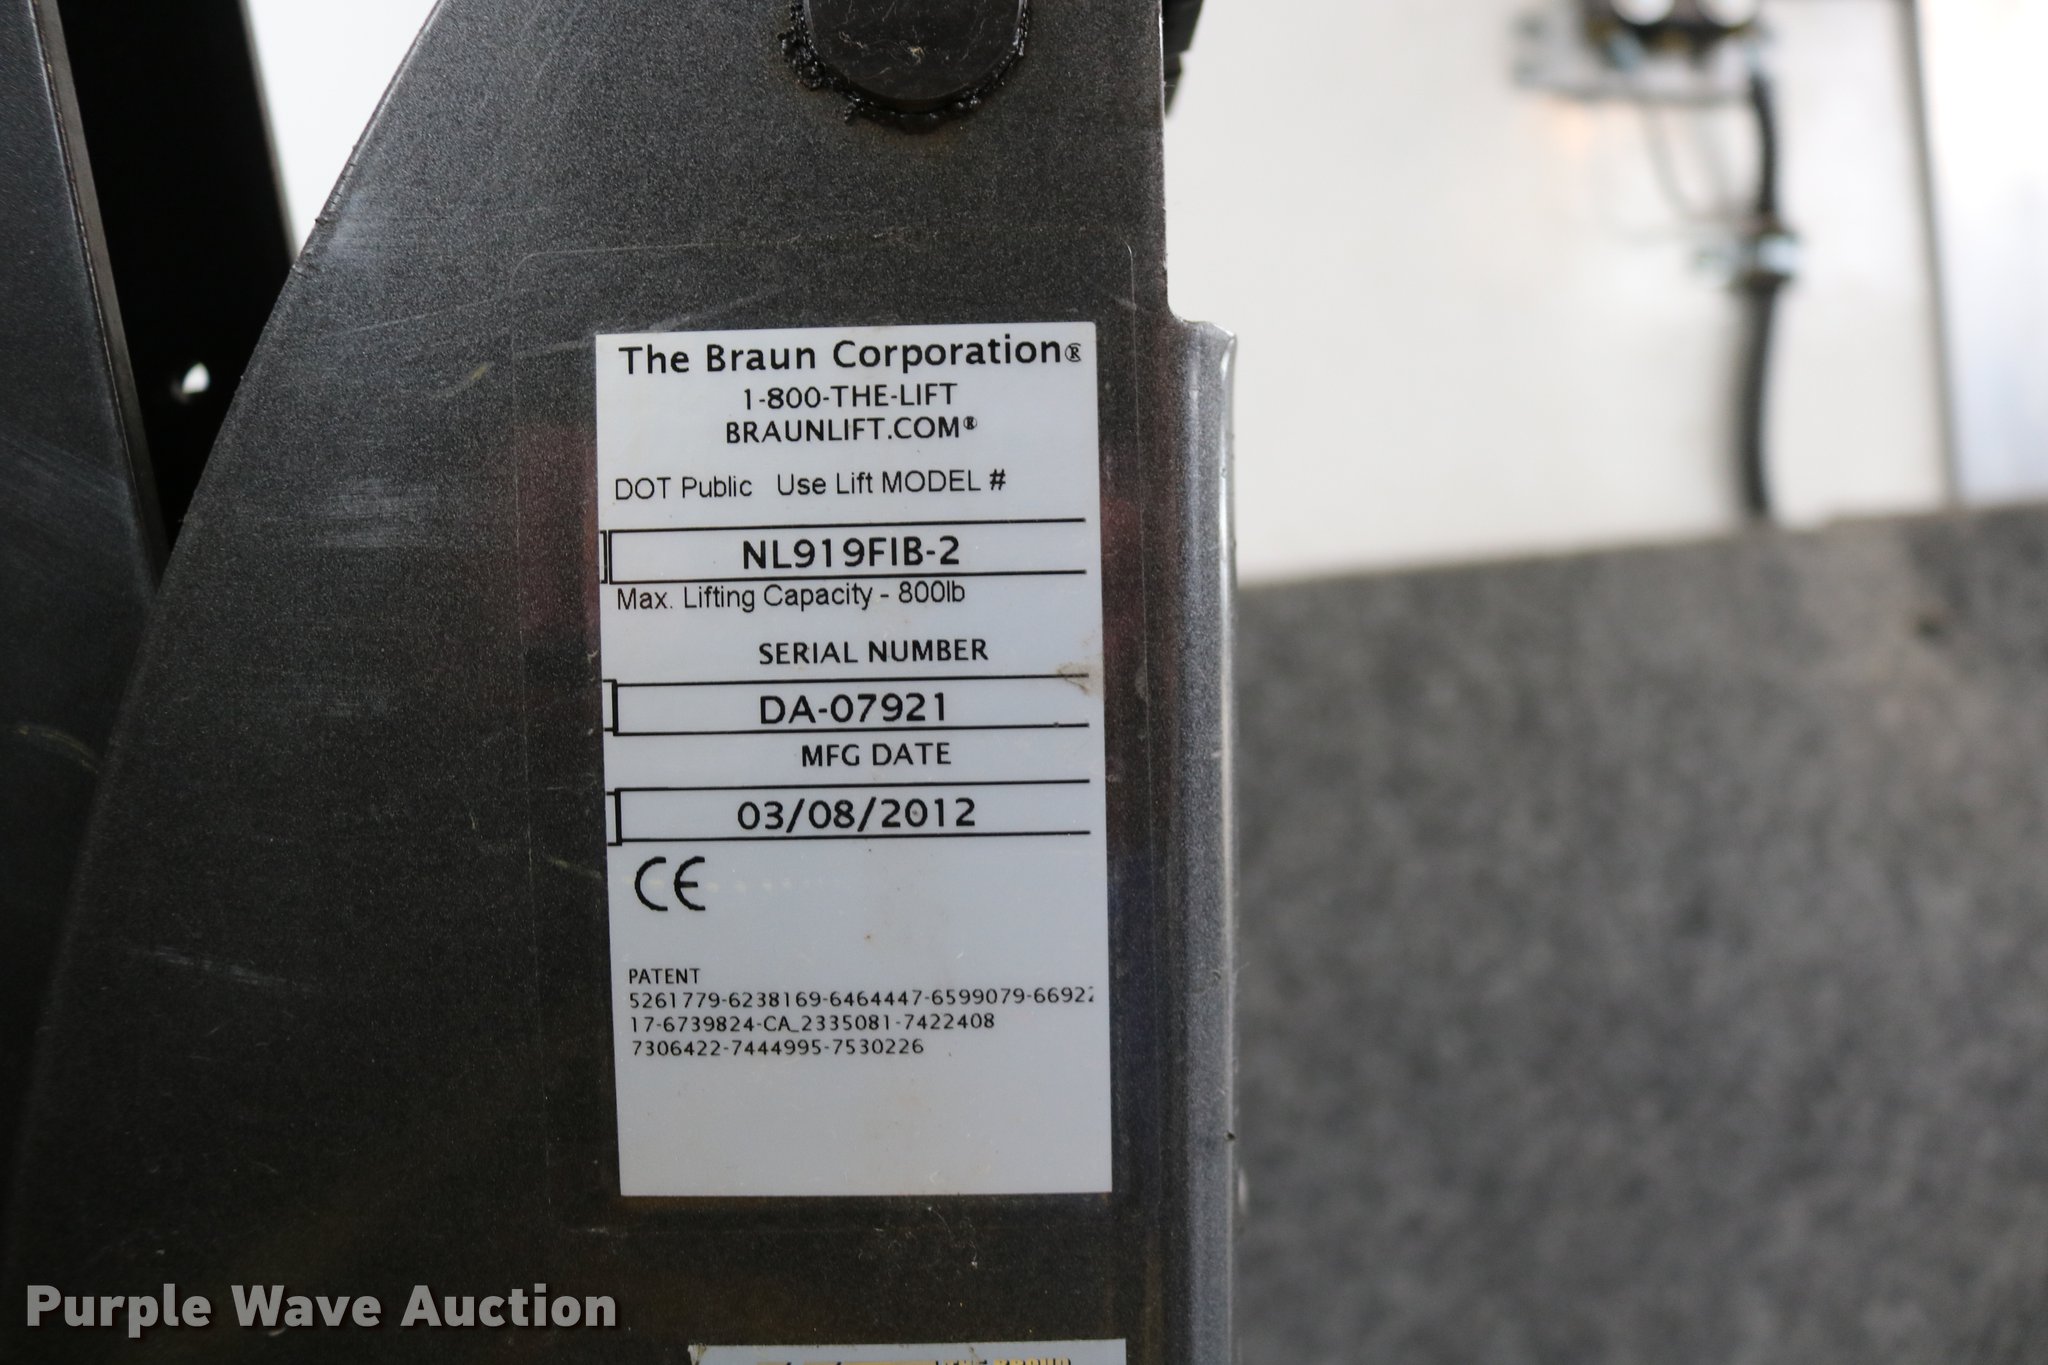 The Braun Corporation®
1-800-THE-LIFT
BRAUNLIFT.COM®
DOT Public Use Lift MODEL #
NL919FIB-2
Max. Lifting Capacity - 800lb
SERIAL NUMBER
DA-07921
MFG DATE
03/08/2012
CE
PATENT
5261779-6238169-6464447-6599079-66922
17-6739824-CA_2335081-7422408
7306422-7444995-7530226
Purple Wave Auction